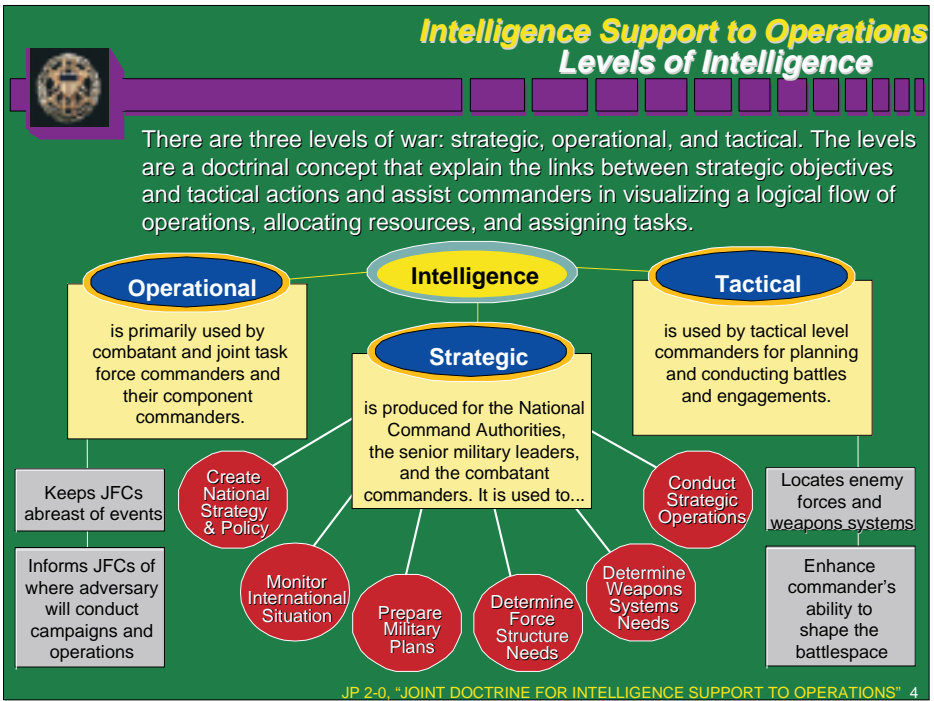 Intelligence Support to Operations
Levels of Intelligence
There are three levels of war: strategic, operational, and tactical. The levels
are a doctrinal concept that explain the links between strategic objectives
and tactical actions and assist commanders in visualizing a logical flow of
operations, allocating resources, and assigning tasks.
Intelligence
Operational
is primarily used by
combatant and joint task
force commanders and
their component
commanders.
Keeps JFCs
abreast of events
Informs JFCs of
where adversary
will conduct
campaigns and
operations
Strategic
is produced for the National
Command Authorities,
the senior military leaders,
and the combatant
commanders. It is used to...
Create
National
Strategy
& Policy
Monitor
International
Situation
Prepare
Military
Plans
Determine
Force
Structure
Needs
Determine
Weapons
Systems
Needs
Conduct
Strategic
Operations
Tactical
is used by tactical level
commanders for planning
and conducting battles
and engagements.
Locates enemy
forces and
weapons systems
Enhance
commander's
ability to
shape the
battlespace
JP 2-0, "JOINT DOCTRINE FOR INTELLIGENCE SUPPORT TO OPERATIONS" 4